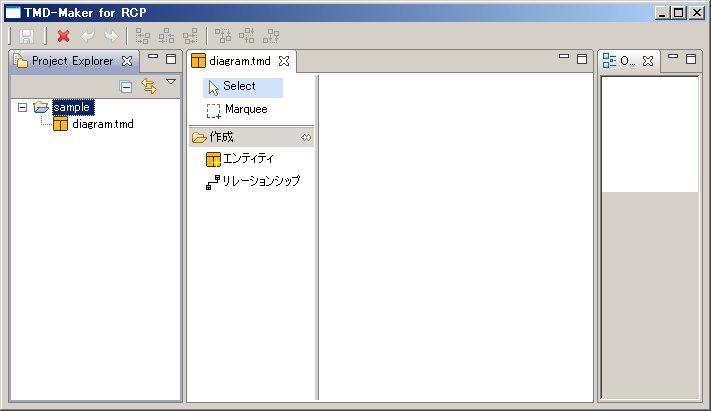 TMD-Maker for RCP
Project Explorer
sample
diagram.tmd
diagram.tmd
Select
Marquee
作成
エンティティ
リレーションシップ
O...